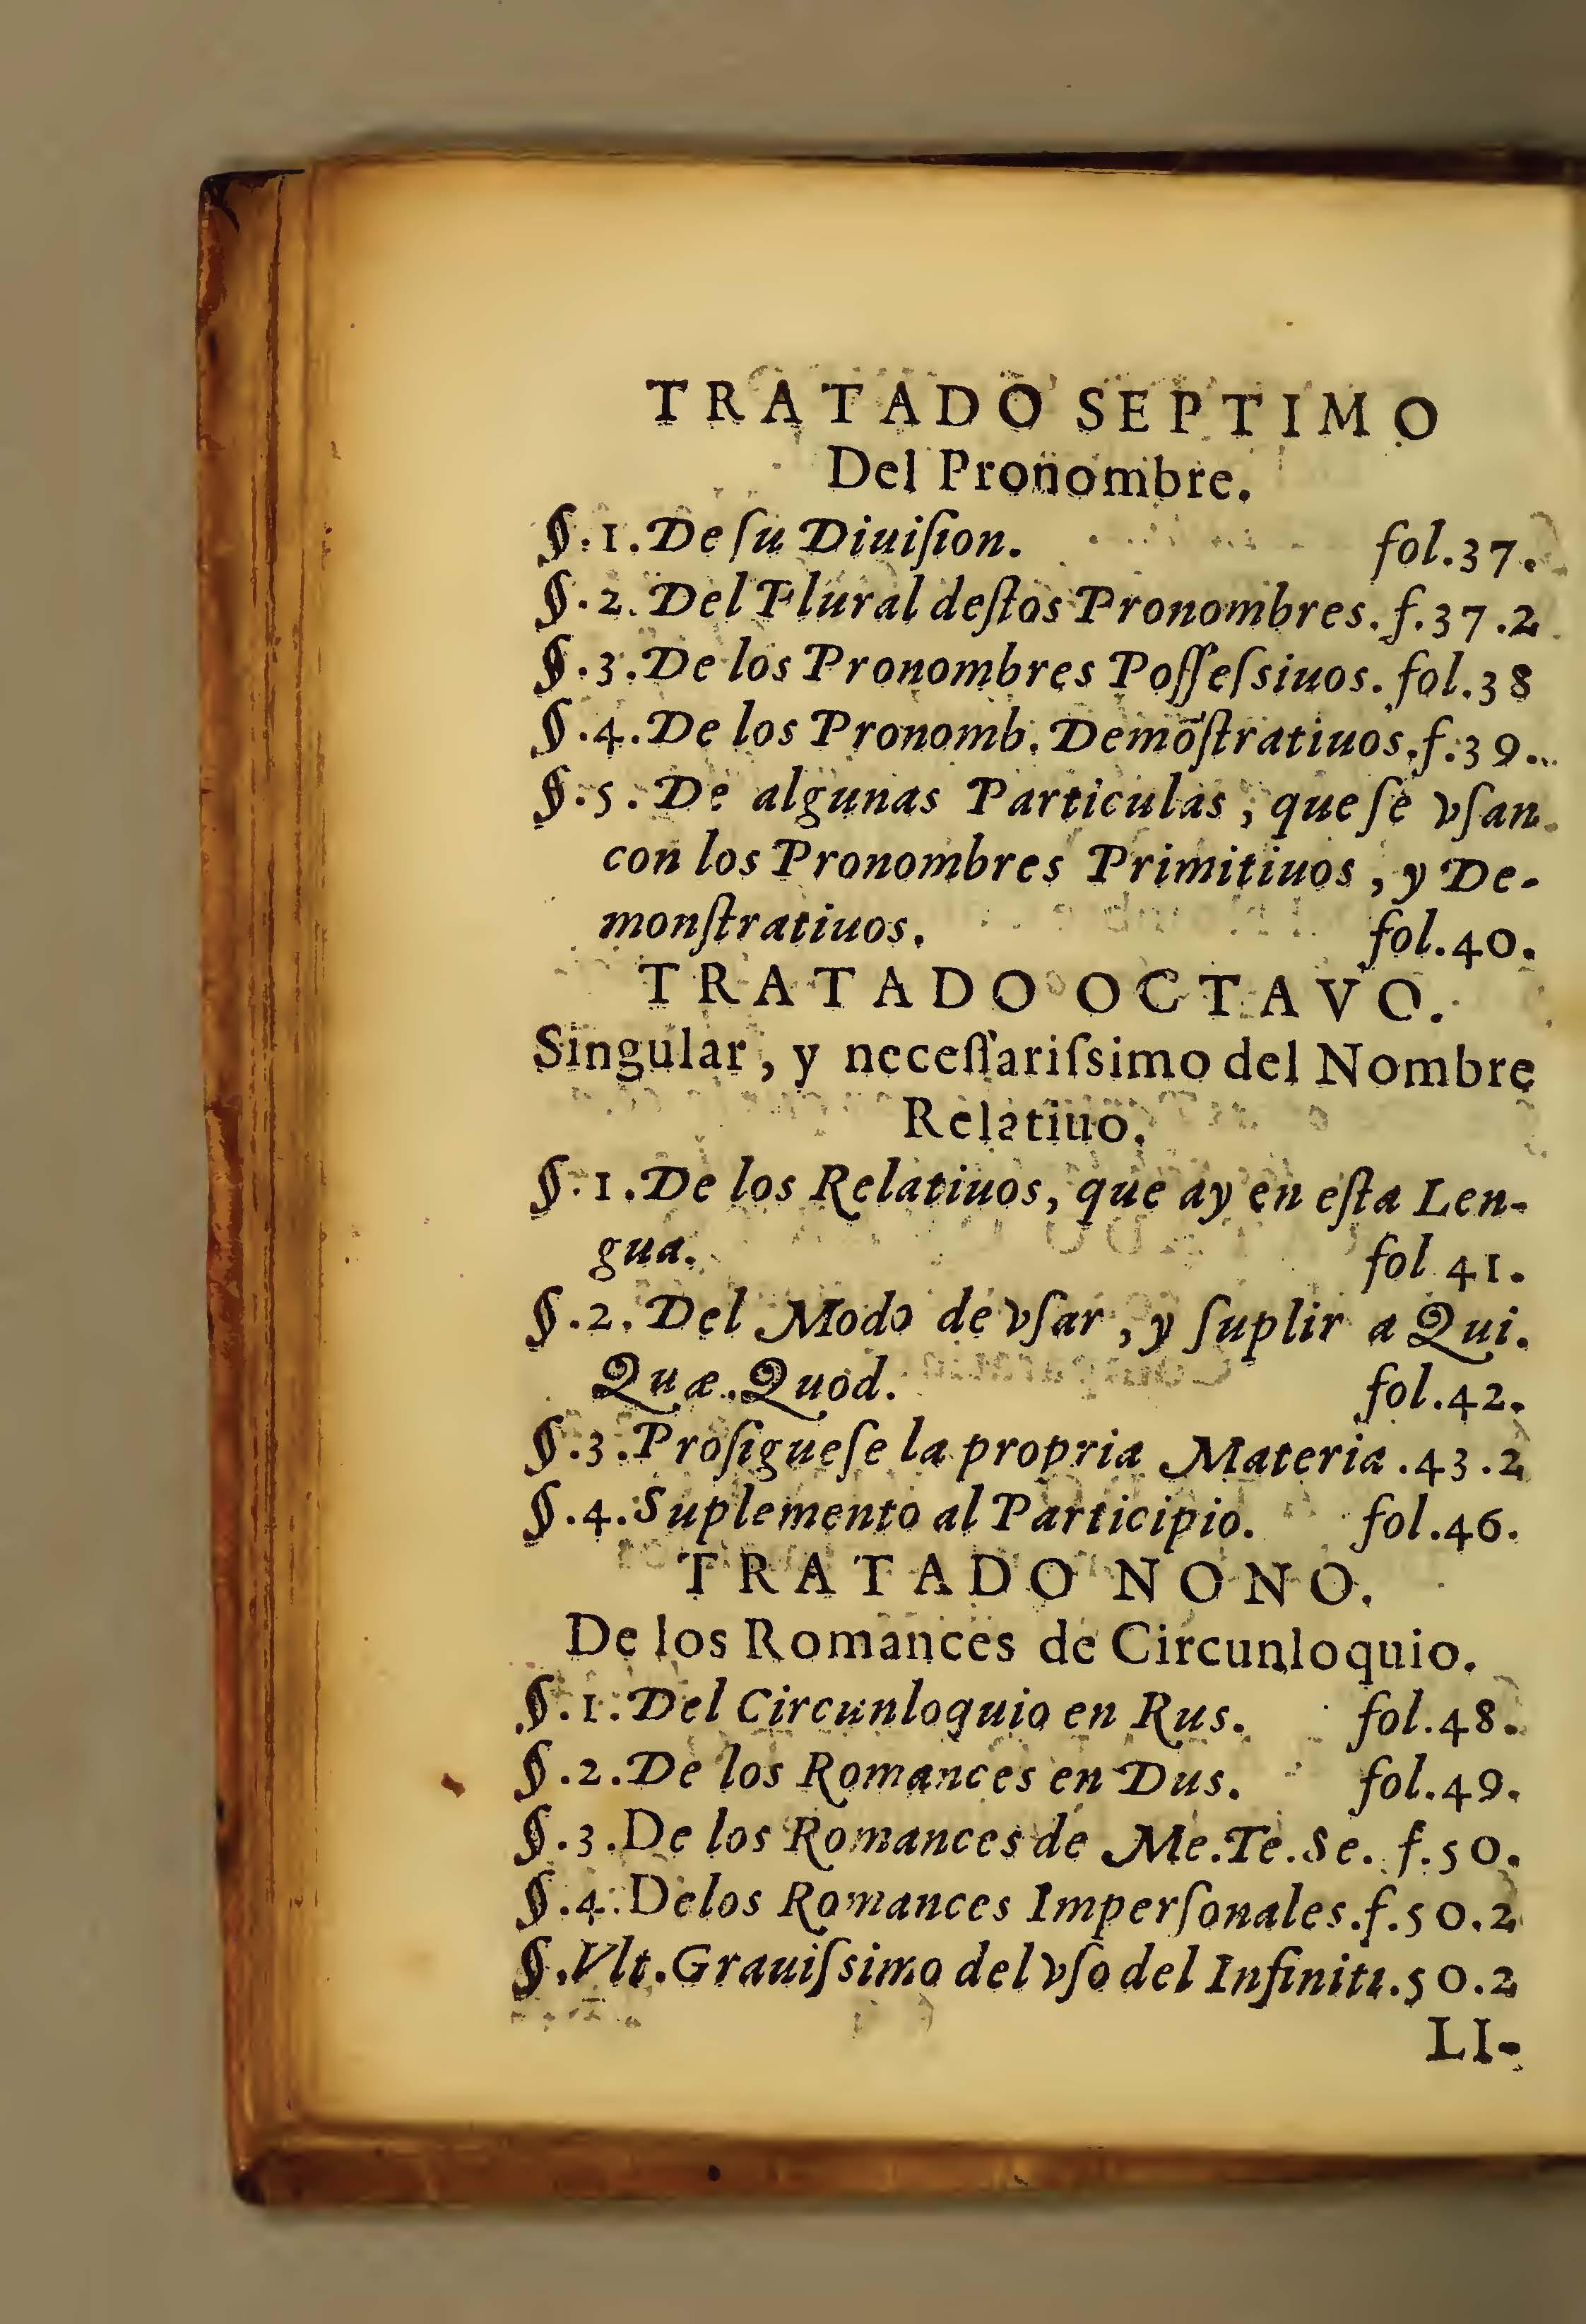 TRATADO SEPTIMO
Del Pronombre.
§.1.De ſu Diuiſion. fol.37.
§.2.Del Plural deſtos Pronombres.f.37.2
§.3.De los Pronombres Poſſeſsiuos.fol.38
§.4.De los Pronomb.Demõſtratiuos.f.39.
§.5.De algunas Particulas, que ſe vſan
con los Pronombres Primitiuos, y De-
monſtratiuos. fol.40.
TRATADO OCTAVO.
Singular, y neceſſariſsimo del Nombre
Relatiuo.
§.1.De los Relatiuos, que ay en eſta Len-
gua. fol 41.
§.2.Del Modo de vſar, y ſuplir a Qui.
Quæ.Quod. fol.42.
§.3.Proſigueſe la propria Materia.43.2
§.4.Suplemento al Participio. fol.46.
TRATADO NONO.
De los Romances de Circunloquio.
§.1.Del Circunloquio en Rus. fol.48.
§.2.De los Romances en Dus. fol.49.
§.3.De los Romances de Me.Te.Se. f.50.
§.4.Delos Romances Imperſonales.f.50.2
§.Vlt.Grauiſsimo del vſo del Infiniti.50.2
LI-